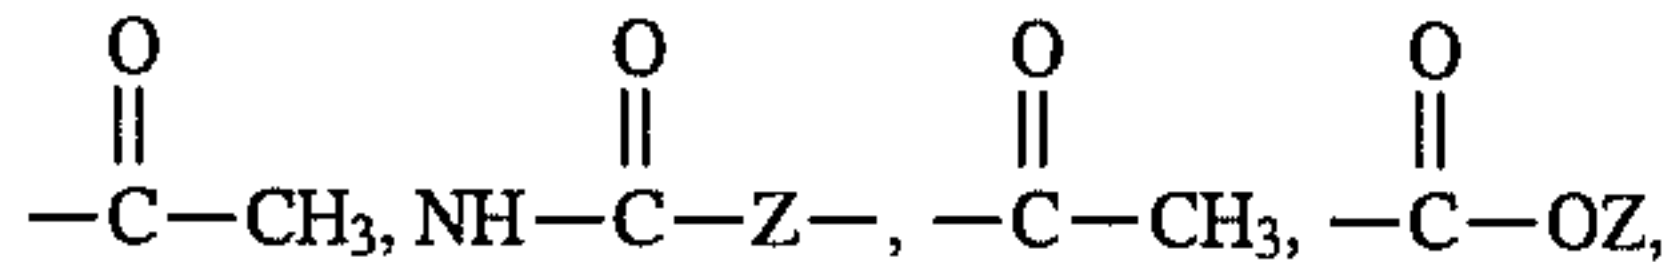 O O O O
—C—CH₃, NH—C—Z—, —C—CH₃, —C—OZ,